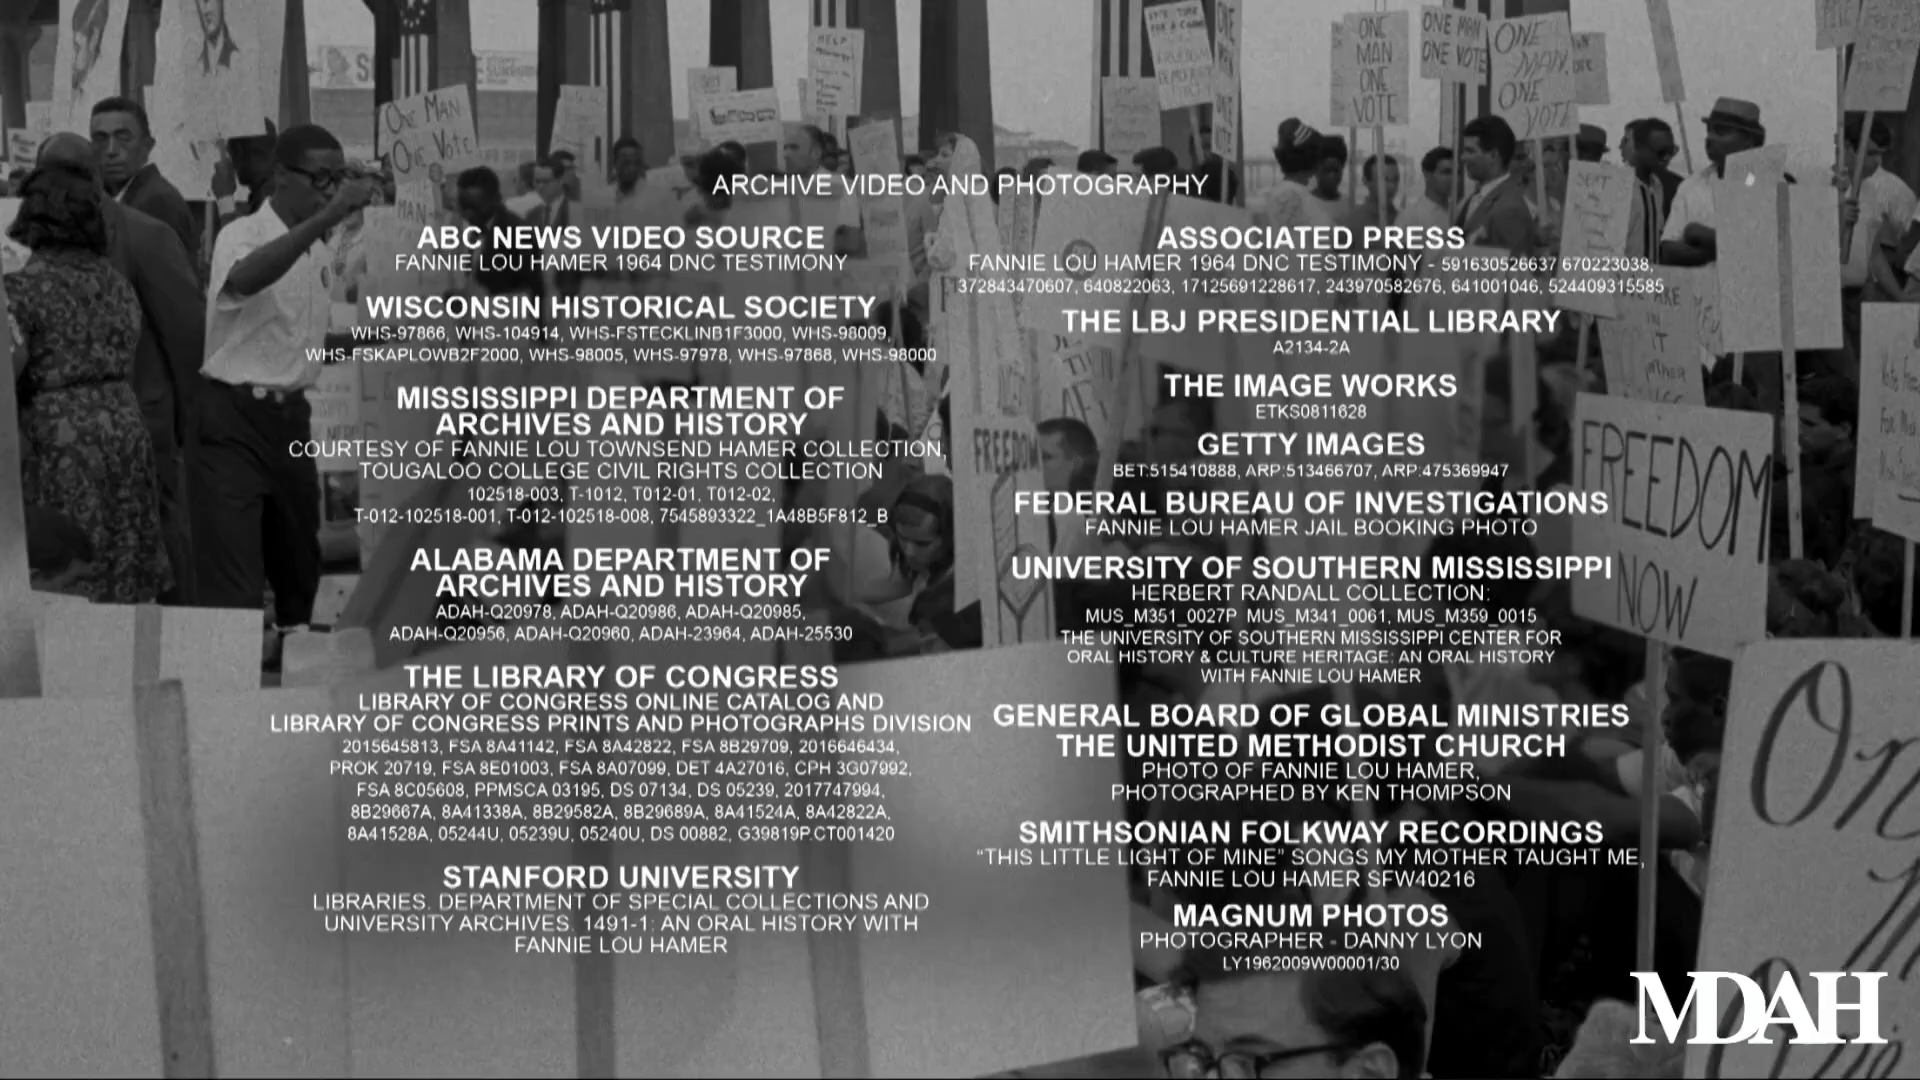 ARCHIVE VIDEO AND PHOTOGRAPHY
ABC NEWS VIDEO SOURCE
FANNIE LOU HAMER 1964 DNC TESTIMONY
WISCONSIN HISTORICAL SOCIETY
WHS-97866, WHS-104914, WHS-FSTECKLINB1F3000, WHS-98009,
WHS-FSKAPLOWB2F2000, WHS-98005, WHS-97978, WHS-97868, WHS-98000
MISSISSIPPI DEPARTMENT OF
ARCHIVES AND HISTORY
COURTESY OF FANNIE LOU TOWNSEND HAMER COLLECTION,
TOUGALOO COLLEGE CIVIL RIGHTS COLLECTION
102518-003, T-1012, T012-01, T012-02,
T-012-102518-001, T-012-102518-008, 7545893322_1A48B5F812_B
ALABAMA DEPARTMENT OF
ARCHIVES AND HISTORY
ADAH-Q20978, ADAH-Q20986, ADAH-Q20985,
ADAH-Q20956, ADAH-Q20960, ADAH-23964, ADAH-25530
THE LIBRARY OF CONGRESS
LIBRARY OF CONGRESS ONLINE CATALOG AND
LIBRARY OF CONGRESS PRINTS AND PHOTOGRAPHS DIVISION
2015645813, FSA 8A41142, FSA 8A42822, FSA 8B29709, 2016646434,
PROK 20719, FSA 8E01003, FSA 8A07099, DET 4A27016, CPH 3G07992,
FSA 8C05608, PPMSCA 03195, DS 07134, DS 05239, 2017747994,
8B29667A, 8A41338A, 8B29582A, 8B29689A, 8A41524A, 8A42822A,
8A41528A, 05244U, 05239U, 05240U, DS 00882, G39819P.CT001420
STANFORD UNIVERSITY
LIBRARIES. DEPARTMENT OF SPECIAL COLLECTIONS AND
UNIVERSITY ARCHIVES. 1491-1: AN ORAL HISTORY WITH
FANNIE LOU HAMER
ASSOCIATED PRESS
FANNIE LOU HAMER 1964 DNC TESTIMONY - 591630526637 670223038,
372843470607, 640822063, 17125691228617, 243970582676, 641001046, 524409315585
THE LBJ PRESIDENTIAL LIBRARY
A2134-2A
THE IMAGE WORKS
ETKS0811628
GETTY IMAGES
BET:515410888, ARP:513466707, ARP:475369947
FEDERAL BUREAU OF INVESTIGATIONS
FANNIE LOU HAMER JAIL BOOKING PHOTO
UNIVERSITY OF SOUTHERN MISSISSIPPI
HERBERT RANDALL COLLECTION:
MUS_M351_0027P MUS_M341_0061, MUS_M359_0015
THE UNIVERSITY OF SOUTHERN MISSISSIPPI CENTER FOR
ORAL HISTORY & CULTURE HERITAGE: AN ORAL HISTORY
WITH FANNIE LOU HAMER
GENERAL BOARD OF GLOBAL MINISTRIES
THE UNITED METHODIST CHURCH
PHOTO OF FANNIE LOU HAMER,
PHOTOGRAPHED BY KEN THOMPSON
SMITHSONIAN FOLKWAY RECORDINGS
“THIS LITTLE LIGHT OF MINE” SONGS MY MOTHER TAUGHT ME,
FANNIE LOU HAMER SFW40216
MAGNUM PHOTOS
PHOTOGRAPHER - DANNY LYON
LY1962009W00001/30
MDAH
One Man
One Vote
ONE
MAN
ONE
VOTE
ONE MAN
ONE VOTE
ONE
MAN
ONE
VOTE
FREEDOM
FREEDOM
NOW